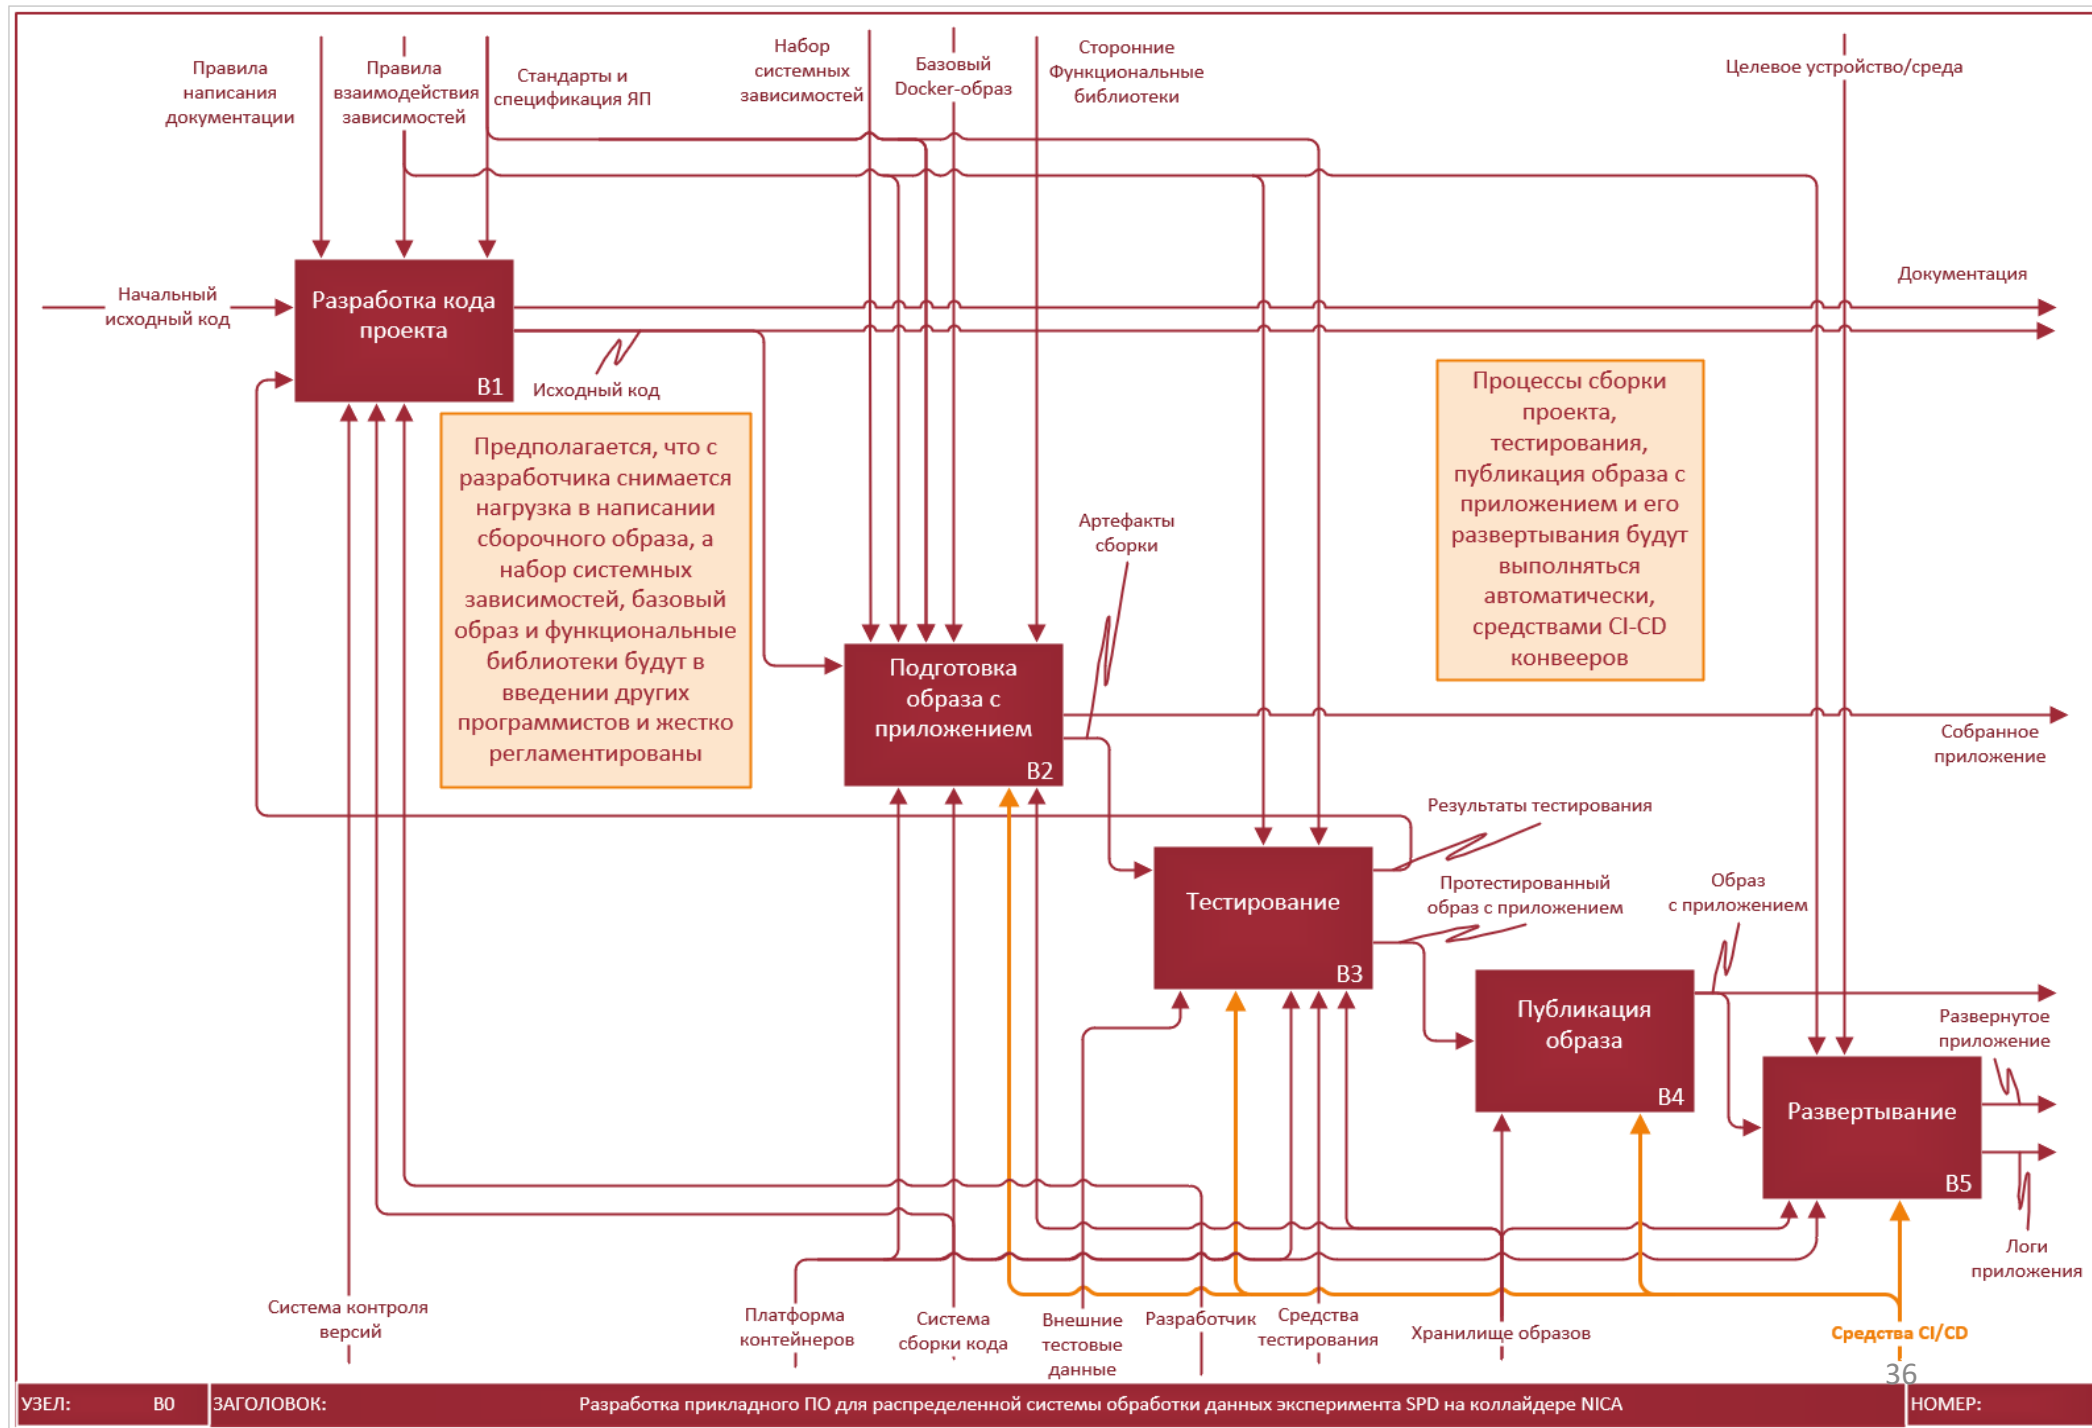 Правила
написания
документации
Правила
взаимодействия
зависимостей
Стандарты и
спецификация ЯП
Набор
системных
зависимостей
Базовый
Docker-образ
Сторонние
Функциональные
библиотеки
Целевое устройство/среда
Начальный
исходный код
Разработка кода
проекта
B1
Документация
Исходный код
Предполагается, что с
разработчика снимается
нагрузка в написании
сборочного образа, а
набор системных
зависимостей, базовый
образ и функциональные
библиотеки будут в
введении других
программистов и жестко
регламентированы
Процессы сборки
проекта,
тестирования,
публикация образа с
приложением и его
развертывания будут
выполняться
автоматически,
средствами CI-CD
конвееров
Артефакты
сборки
Подготовка
образа с
приложением
B2
Собранное
приложение
Результаты тестирования
Тестирование
B3
Протестированный
образ с приложением
Образ
с приложением
Публикация
образа
B4
Развернутое
приложение
Развертывание
B5
Логи
приложения
Система контроля
версий
Платформа
контейнеров
Система
сборки кода
Внешние
тестовые
данные
Разработчик
Средства
тестирования
Хранилище образов
Средства CI/CD
36
УЗЕЛ: B0 ЗАГОЛОВОК: Разработка прикладного ПО для распределенной системы обработки данных эксперимента SPD на коллайдере NICA НОМЕР: